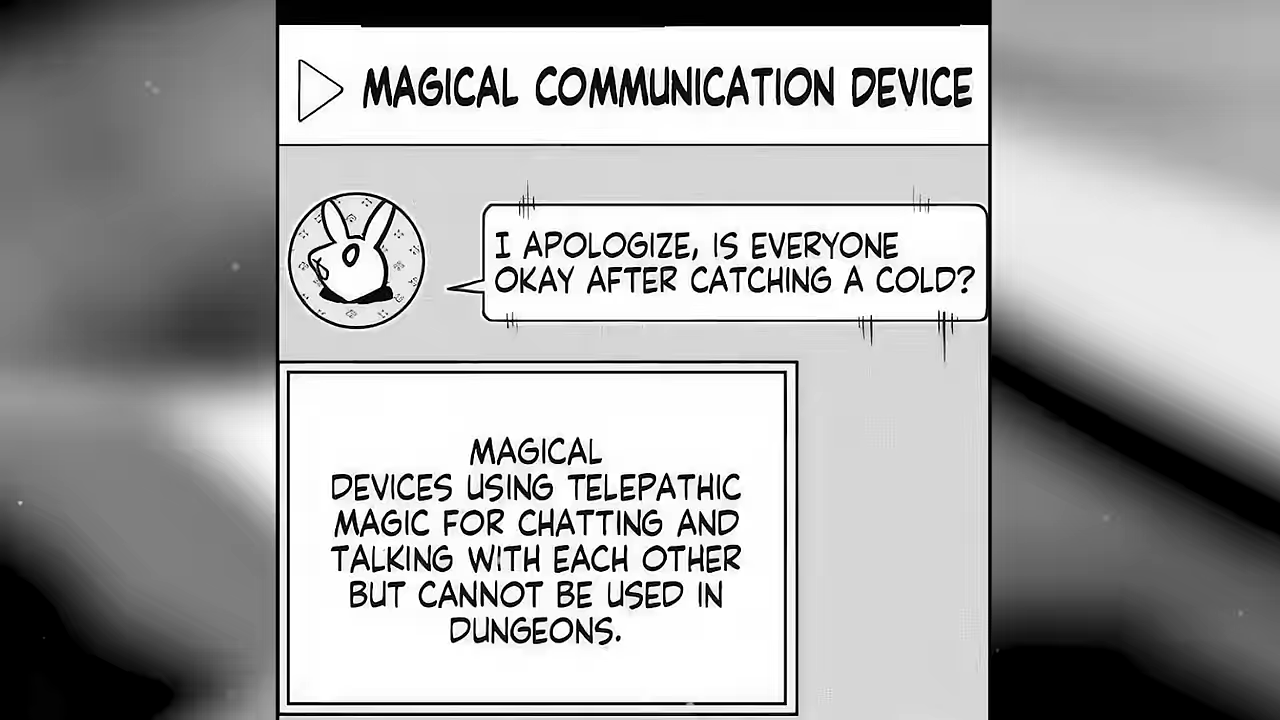 MAGICAL COMMUNICATION DEVICE
I APOLOGIZE, IS EVERYONE
OKAY AFTER CATCHING A COLD?
MAGICAL
DEVICES USING TELEPATHIC
MAGIC FOR CHATTING AND
TALKING WITH EACH OTHER
BUT CANNOT BE USED IN
DUNGEONS.